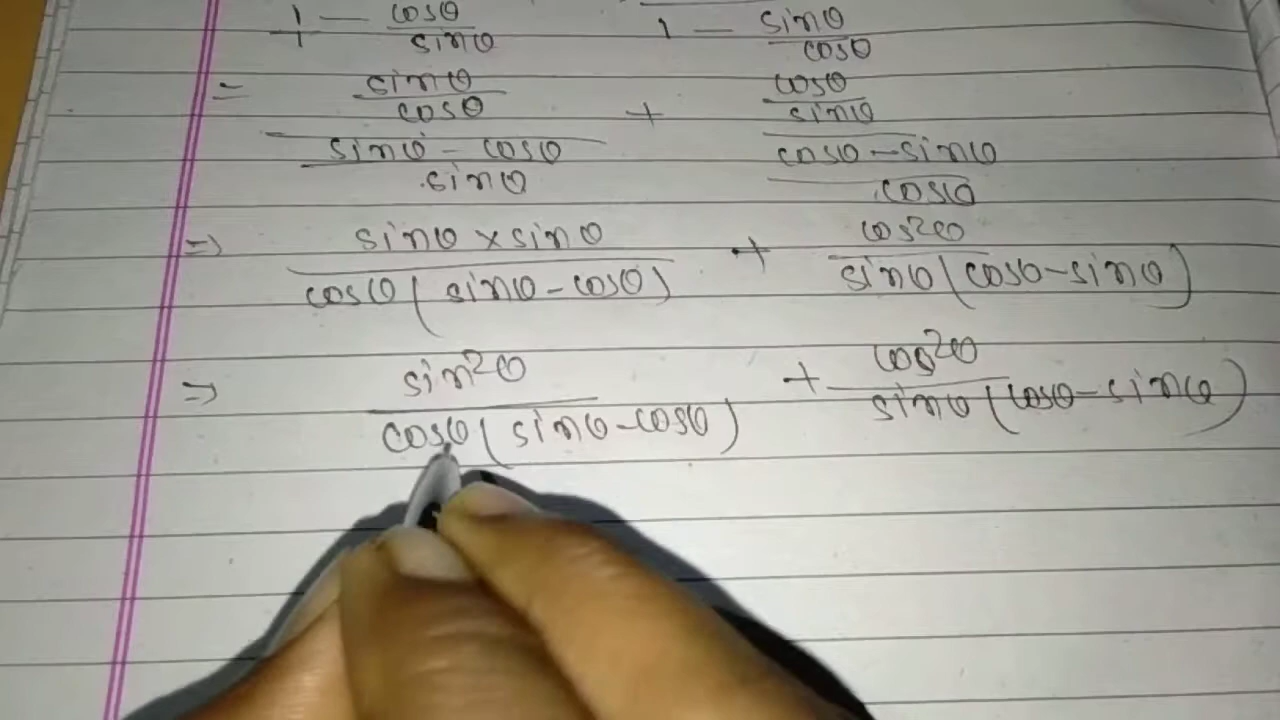 1 - cosθ/sinθ 1 - sinθ/cosθ
= (sinθ/cosθ)/((sinθ - cosθ)/sinθ) + (cosθ/sinθ)/((cosθ - sinθ)/cosθ)
=> sinθ × sinθ/cosθ(sinθ - cosθ) + cos²θ/sinθ(cosθ - sinθ)
=> sin²θ/cosθ(sinθ - cosθ) + cos²θ/sinθ(cosθ - sinθ)